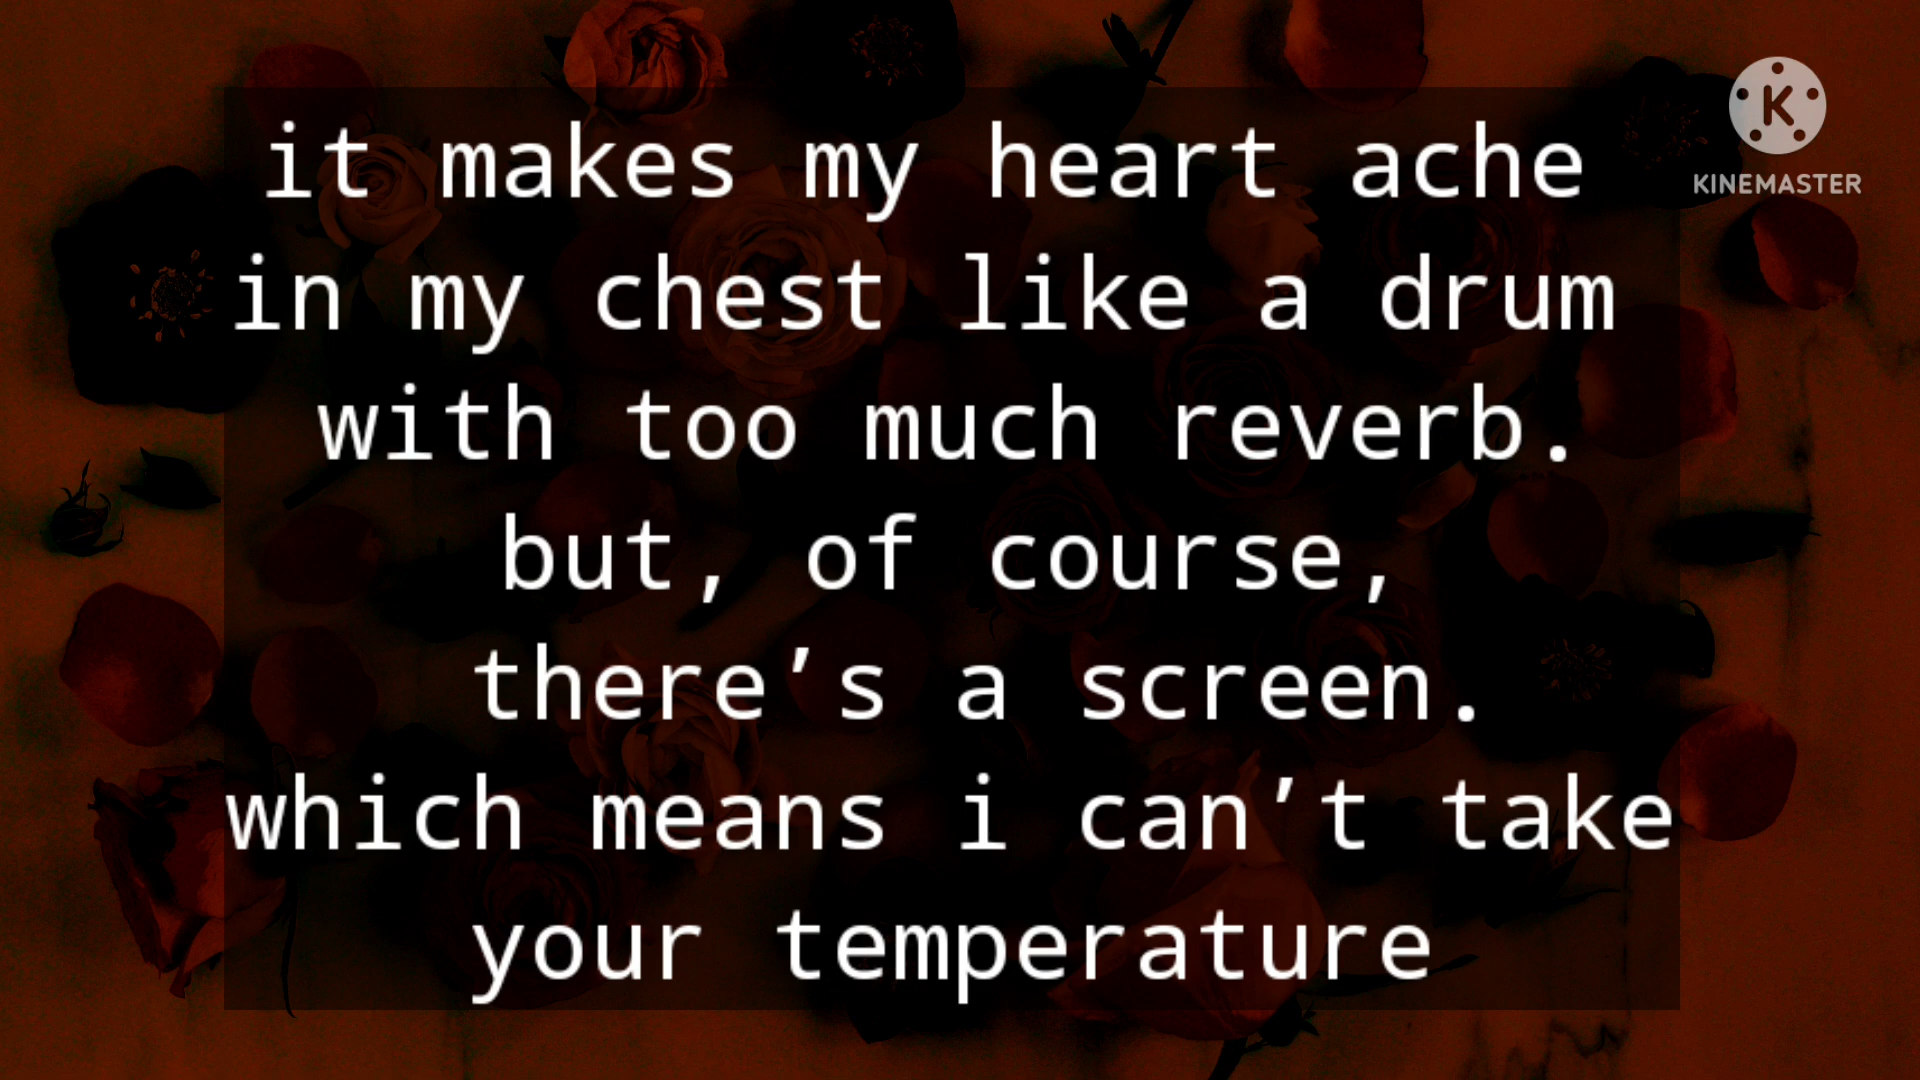 it makes my heart ache
in my chest like a drum
with too much reverb.
but, of course,
there’s a screen.
which means i can’t take
your temperature
K
KINEMASTER